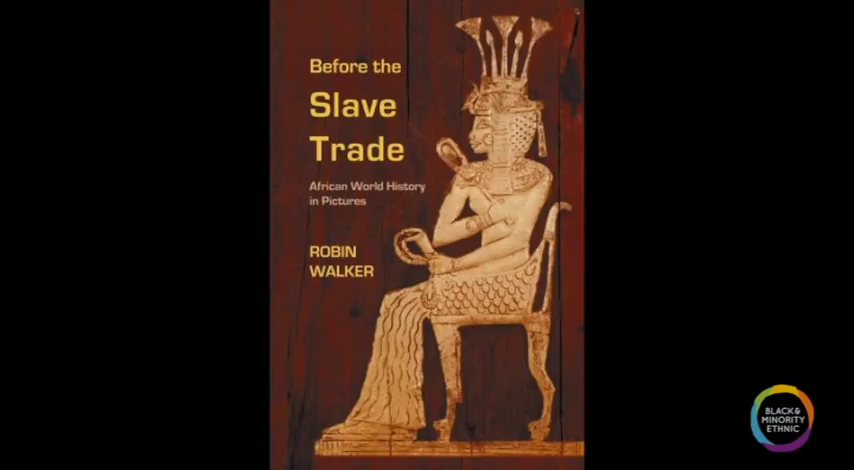 Before the
Slave
Trade
African World History
in Pictures
ROBIN
WALKER
BLACK&
MINORITY
ETHNIC